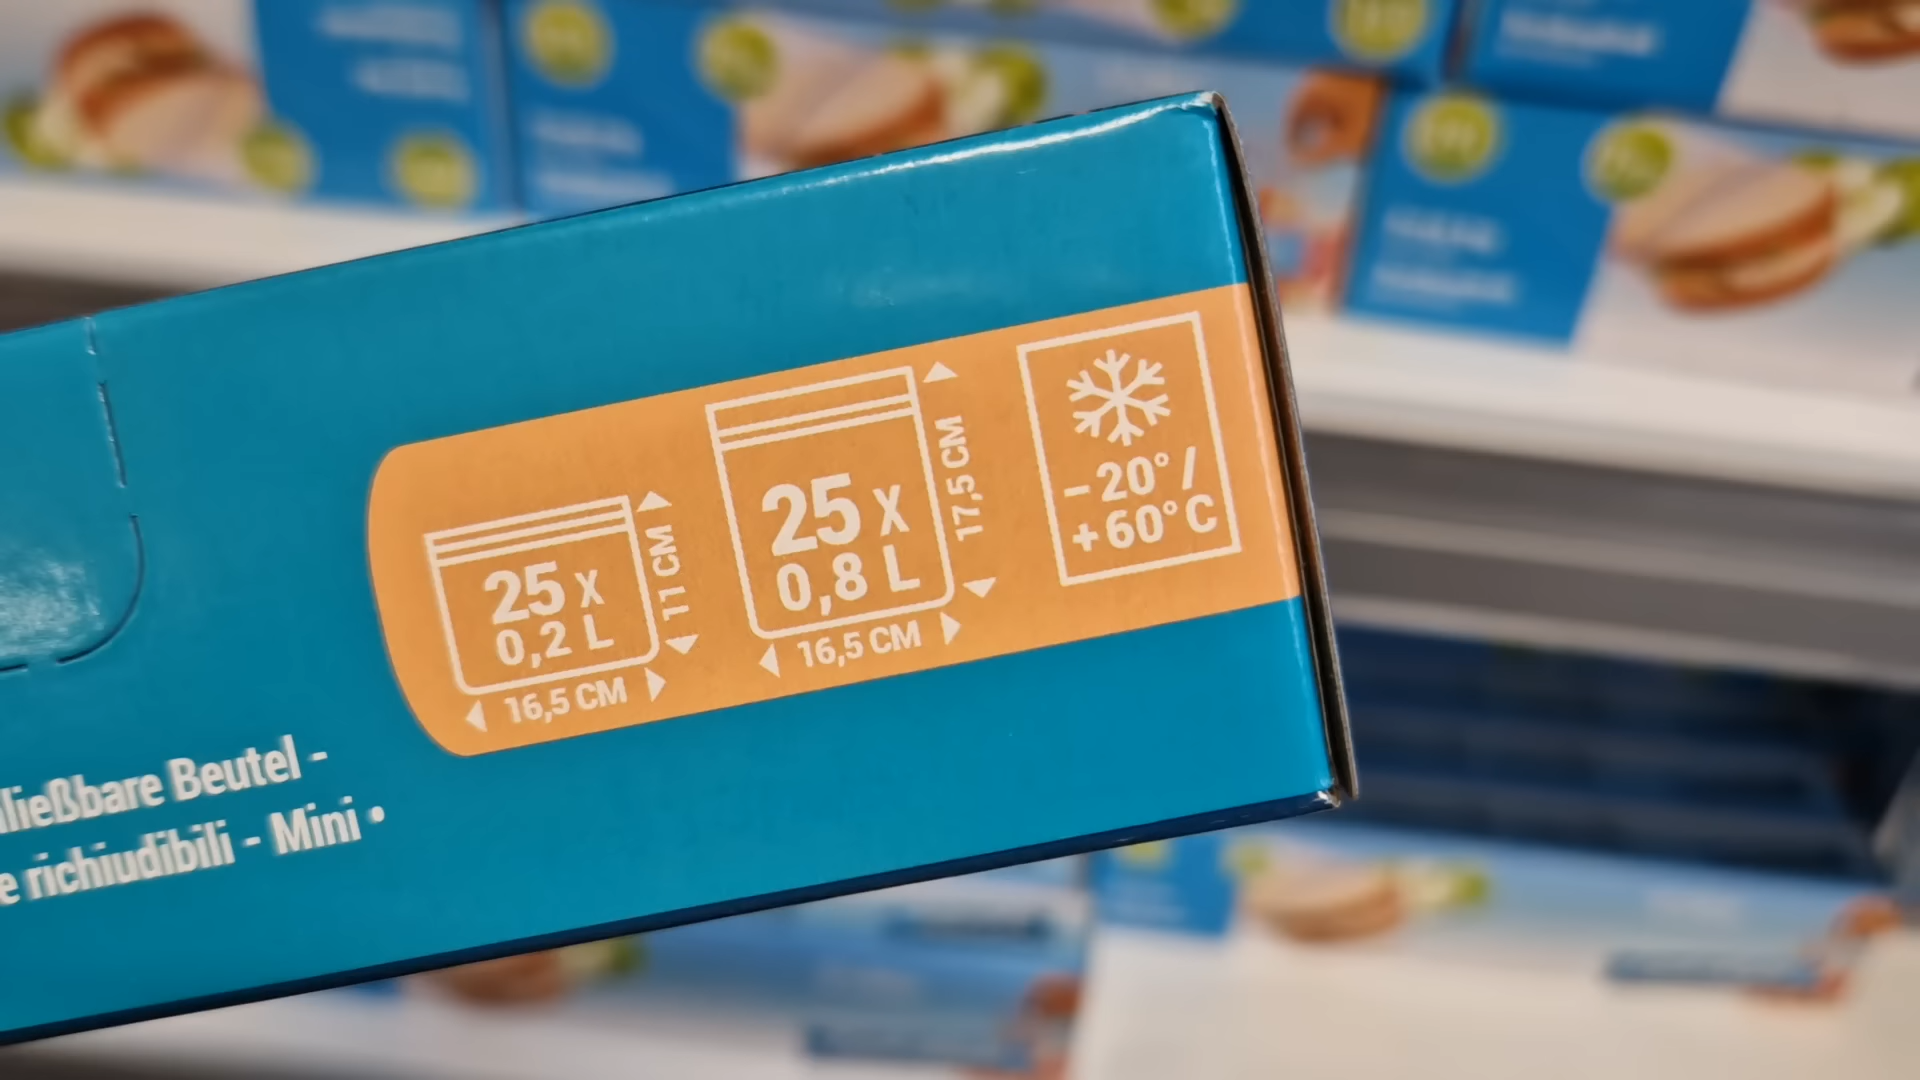 25 X
0,2 L
11 CM
16,5 CM
25 X
0,8 L
17,5 CM
16,5 CM
-20°/
+60°C
ließbare Beutel -
e richiudibili - Mini •